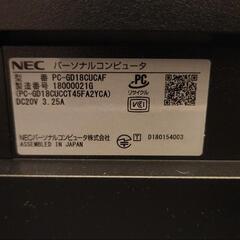 NEC パーソナルコンピュータ
型 番 PC-GD18CUCAF
製造番号 18000021G
(PC-GD18CUCCT45FA2YCA)
DC20V 3.25A
PC
リサイクル
VCCI
NECパーソナルコンピュータ株式会社
ASSEMBLED IN JAPAN
T D180154003